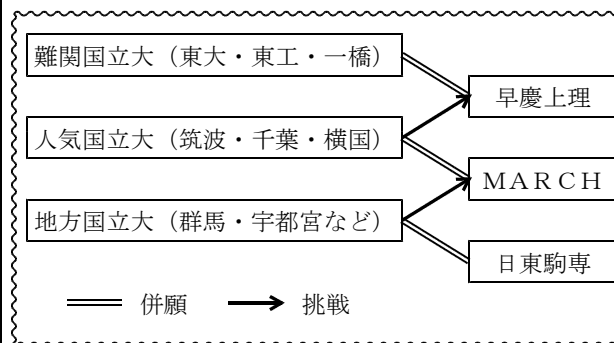 難関国立大（東大・東工・一橋）
早慶上理
人気国立大（筑波・千葉・横国）
ＭＡＲＣＨ
地方国立大（群馬・宇都宮など）
日東駒専
併願
挑戦